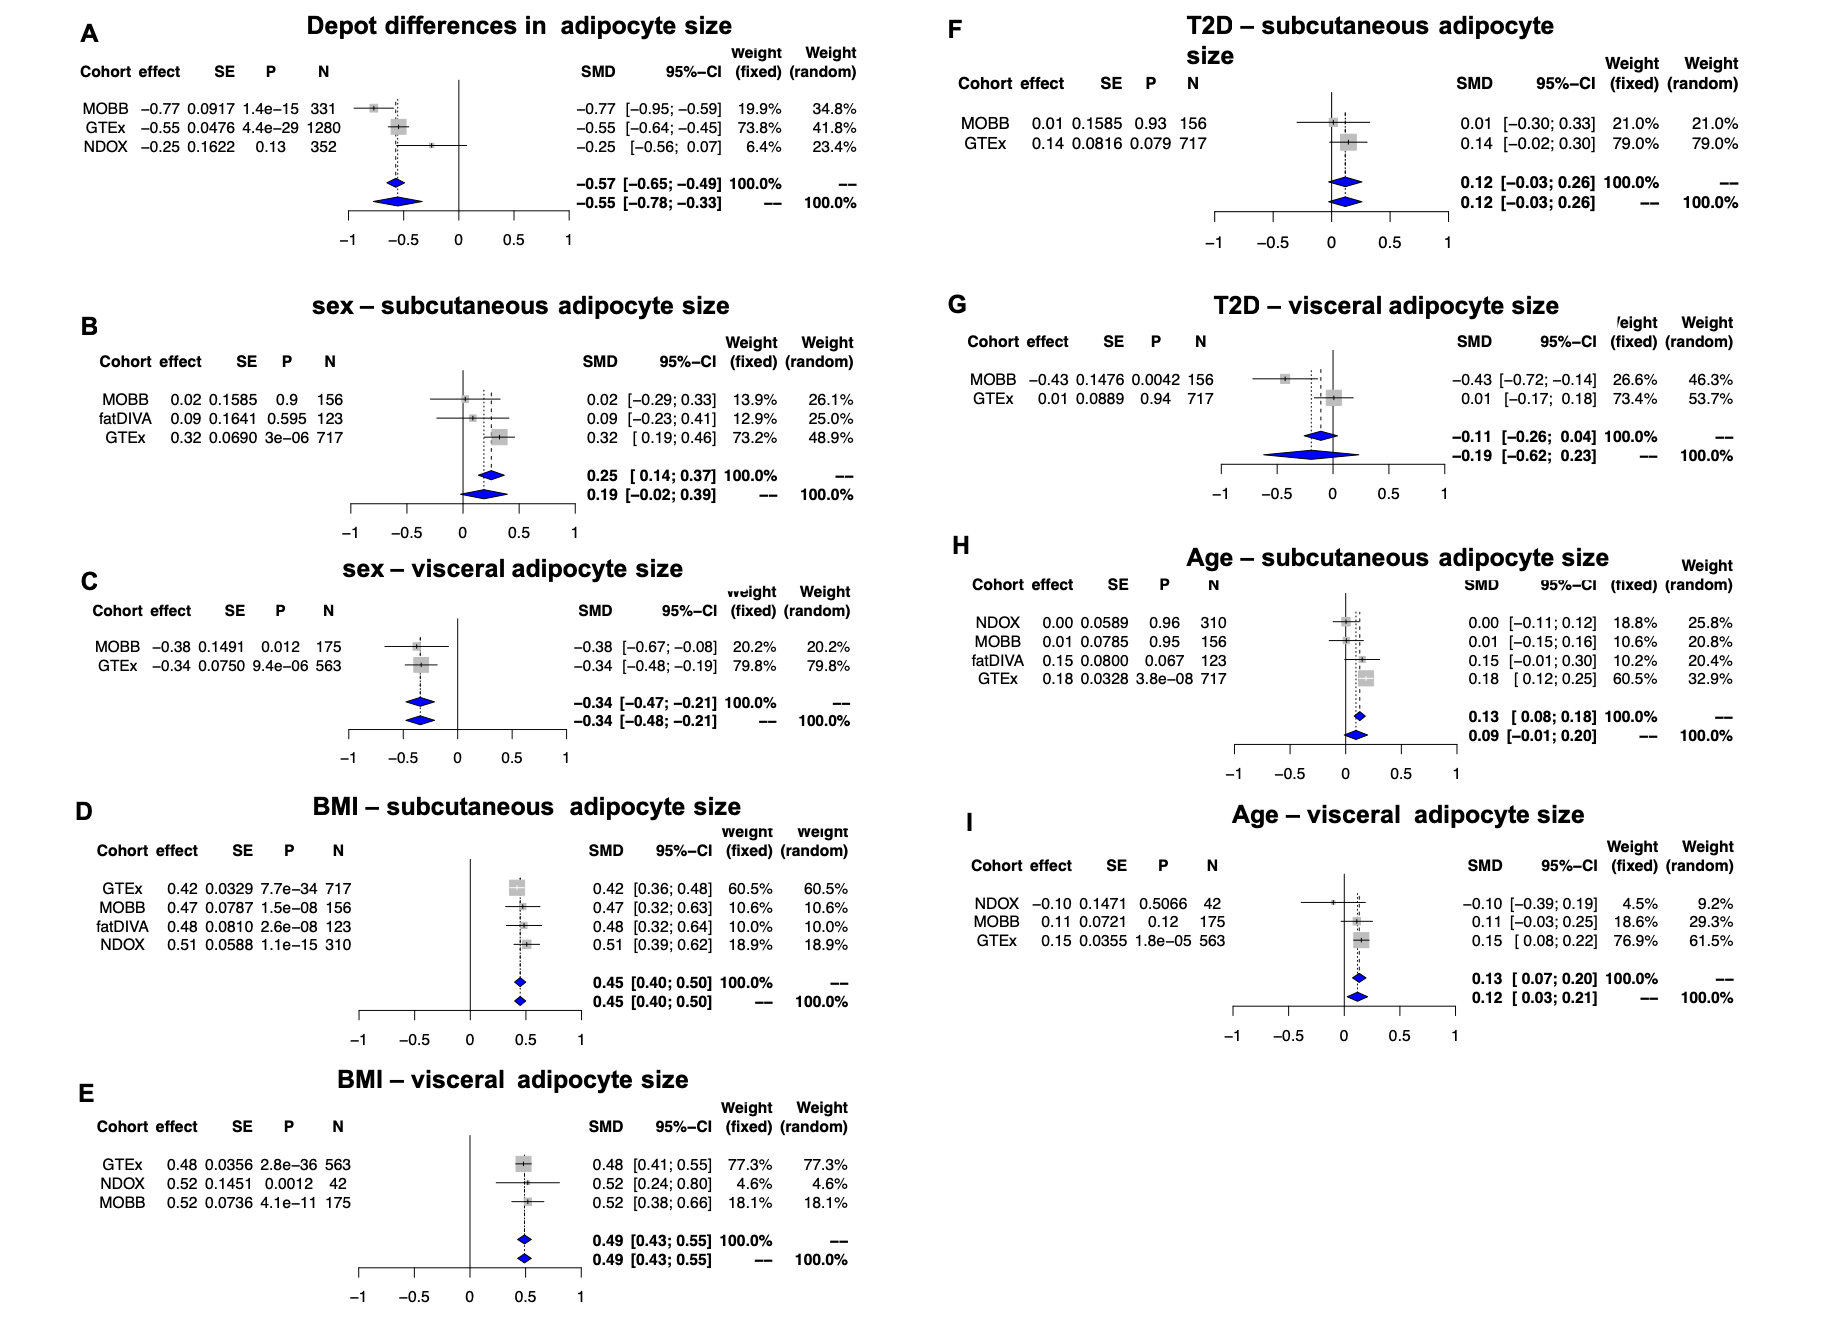 A
Depot differences in adipocyte size
Weight Weight
Cohort effect SE P N SMD 95%−CI (fixed) (random)
MOBB −0.77 0.0917 1.4e−15 331 −0.77 [−0.95; −0.59] 19.9% 34.8%
GTEx −0.55 0.0476 4.4e−29 1280 −0.55 [−0.64; −0.45] 73.8% 41.8%
NDOX −0.25 0.1622 0.13 352 −0.25 [−0.56; 0.07] 6.4% 23.4%
−0.57 [−0.65; −0.49] 100.0% −−
−0.55 [−0.78; −0.33] −− 100.0%
−1 −0.5 0 0.5 1
B
sex – subcutaneous adipocyte size
Weight Weight
Cohort effect SE P N SMD 95%−CI (fixed) (random)
MOBB 0.02 0.1585 0.9 156 0.02 [−0.29; 0.33] 13.9% 26.1%
fatDIVA 0.09 0.1641 0.595 123 0.09 [−0.23; 0.41] 12.9% 25.0%
GTEx 0.32 0.0690 3e−06 717 0.32 [ 0.19; 0.46] 73.2% 48.9%
0.25 [ 0.14; 0.37] 100.0% −−
0.19 [−0.02; 0.39] −− 100.0%
−1 −0.5 0 0.5 1
C
sex – visceral adipocyte size
Weight Weight
Cohort effect SE P N SMD 95%−CI (fixed) (random)
MOBB −0.38 0.1491 0.012 175 −0.38 [−0.67; −0.08] 20.2% 20.2%
GTEx −0.34 0.0750 9.4e−06 563 −0.34 [−0.48; −0.19] 79.8% 79.8%
−0.34 [−0.47; −0.21] 100.0% −−
−0.34 [−0.48; −0.21] −− 100.0%
−1 −0.5 0 0.5 1
D
BMI – subcutaneous adipocyte size
Weight Weight
Cohort effect SE P N SMD 95%−CI (fixed) (random)
GTEx 0.42 0.0329 7.7e−34 717 0.42 [0.36; 0.48] 60.5% 60.5%
MOBB 0.47 0.0787 1.5e−08 156 0.47 [0.32; 0.63] 10.6% 10.6%
fatDIVA 0.48 0.0810 2.6e−08 123 0.48 [0.32; 0.64] 10.0% 10.0%
NDOX 0.51 0.0588 1.1e−15 310 0.51 [0.39; 0.62] 18.9% 18.9%
0.45 [0.40; 0.50] 100.0% −−
0.45 [0.40; 0.50] −− 100.0%
−1 −0.5 0 0.5 1
E
BMI – visceral adipocyte size
Weight Weight
Cohort effect SE P N SMD 95%−CI (fixed) (random)
GTEx 0.48 0.0356 2.8e−36 563 0.48 [0.41; 0.55] 77.3% 77.3%
NDOX 0.52 0.1451 0.0012 42 0.52 [0.24; 0.80] 4.6% 4.6%
MOBB 0.52 0.0736 4.1e−11 175 0.52 [0.38; 0.66] 18.1% 18.1%
0.49 [0.43; 0.55] 100.0% −−
0.49 [0.43; 0.55] −− 100.0%
−1 −0.5 0 0.5 1
F
T2D – subcutaneous adipocyte
size
Weight Weight
Cohort effect SE P N SMD 95%−CI (fixed) (random)
MOBB 0.01 0.1585 0.93 156 0.01 [−0.30; 0.33] 21.0% 21.0%
GTEx 0.14 0.0816 0.079 717 0.14 [−0.02; 0.30] 79.0% 79.0%
0.12 [−0.03; 0.26] 100.0% −−
0.12 [−0.03; 0.26] −− 100.0%
−1 −0.5 0 0.5 1
G
T2D – visceral adipocyte size
Weight Weight
Cohort effect SE P N SMD 95%−CI (fixed) (random)
MOBB −0.43 0.1476 0.0042 156 −0.43 [−0.72; −0.14] 26.6% 46.3%
GTEx 0.01 0.0889 0.94 717 0.01 [−0.17; 0.18] 73.4% 53.7%
−0.11 [−0.26; 0.04] 100.0% −−
−0.19 [−0.62; 0.23] −− 100.0%
−1 −0.5 0 0.5 1
H
Age – subcutaneous adipocyte size
Weight
Cohort effect SE P N SMD 95%−CI (fixed) (random)
NDOX 0.00 0.0589 0.96 310 0.00 [−0.11; 0.12] 18.8% 25.8%
MOBB 0.01 0.0785 0.95 156 0.01 [−0.15; 0.16] 10.6% 20.8%
fatDIVA 0.15 0.0800 0.067 123 0.15 [−0.01; 0.30] 10.2% 20.4%
GTEx 0.18 0.0328 3.8e−08 717 0.18 [ 0.12; 0.25] 60.5% 32.9%
0.13 [ 0.08; 0.18] 100.0% −−
0.09 [−0.01; 0.20] −− 100.0%
−1 −0.5 0 0.5 1
I
Age – visceral adipocyte size
Weight Weight
Cohort effect SE P N SMD 95%−CI (fixed) (random)
NDOX −0.10 0.1471 0.5066 42 −0.10 [−0.39; 0.19] 4.5% 9.2%
MOBB 0.11 0.0721 0.12 175 0.11 [−0.03; 0.25] 18.6% 29.3%
GTEx 0.15 0.0355 1.8e−05 563 0.15 [ 0.08; 0.22] 76.9% 61.5%
0.13 [ 0.07; 0.20] 100.0% −−
0.12 [ 0.03; 0.21] −− 100.0%
−1 −0.5 0 0.5 1